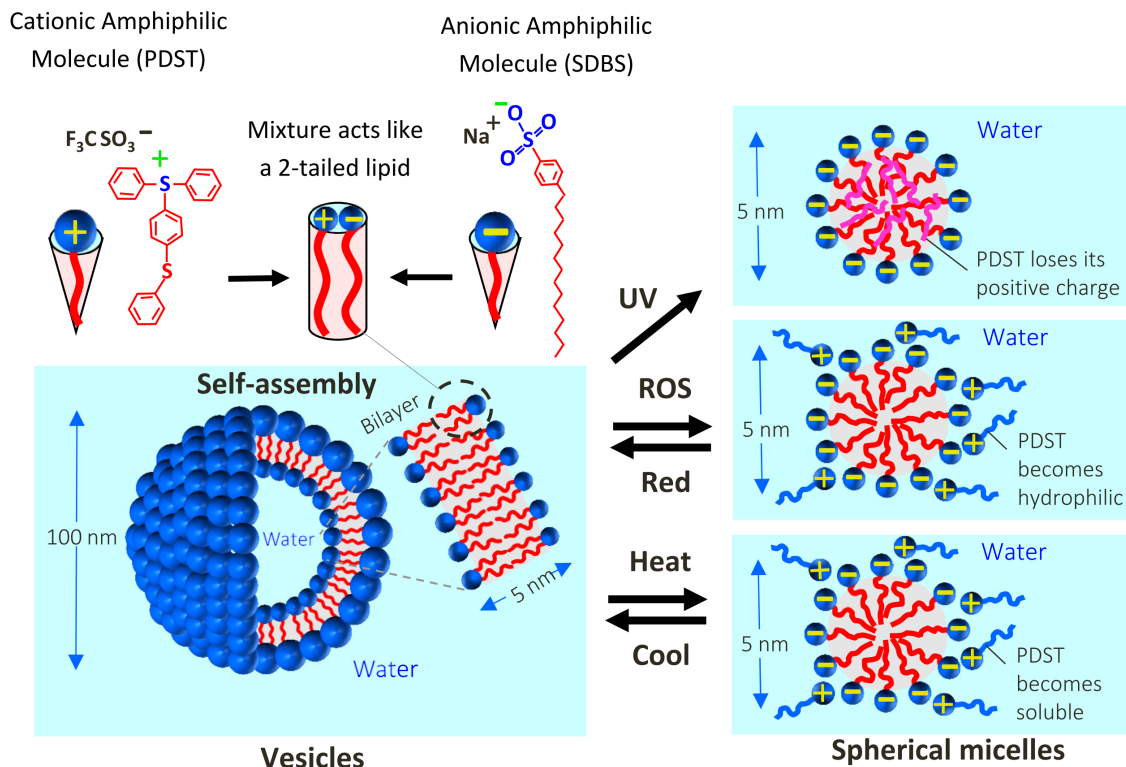 Cationic Amphiphilic
Molecule (PDST)
Anionic Amphiphilic
Molecule (SDBS)
F₃CSO₃⁻
+
S
S
+
Mixture acts like
a 2-tailed lipid
+ −
Na⁺
−
O
S
O
O
−
Self-assembly
Bilayer
100 nm
Water
5 nm
Water
Vesicles
UV
ROS
Red
Heat
Cool
Water
5 nm
PDST loses its
positive charge
Water
5 nm
PDST
becomes
hydrophilic
Water
5 nm
PDST
becomes
soluble
Spherical micelles